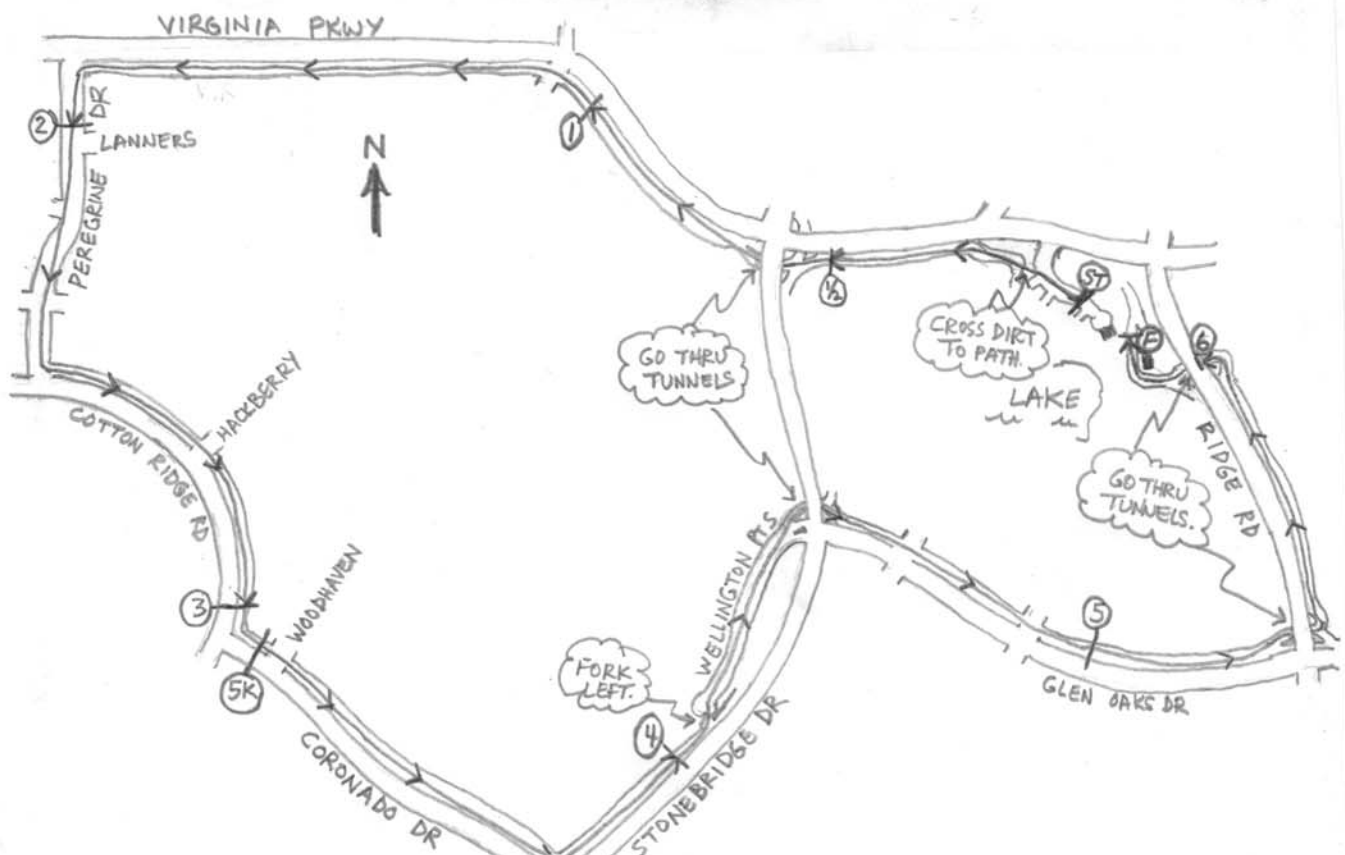 VIRGINIA PKWY
2
DR
LANNERS
PEREGRINE
N
1
1/2
ST
CROSS DIRT
TO PATH.
F
6
LAKE
GO THRU
TUNNELS
RIDGE RD
GO THRU
TUNNELS.
HACKBERRY
COTTON RIDGE RD
3
WOODHAVEN
5K
WELLINGTON PTS
FORK
LEFT.
4
5
GLEN OAKS DR
CORONADO DR
STONEBRIDGE DR